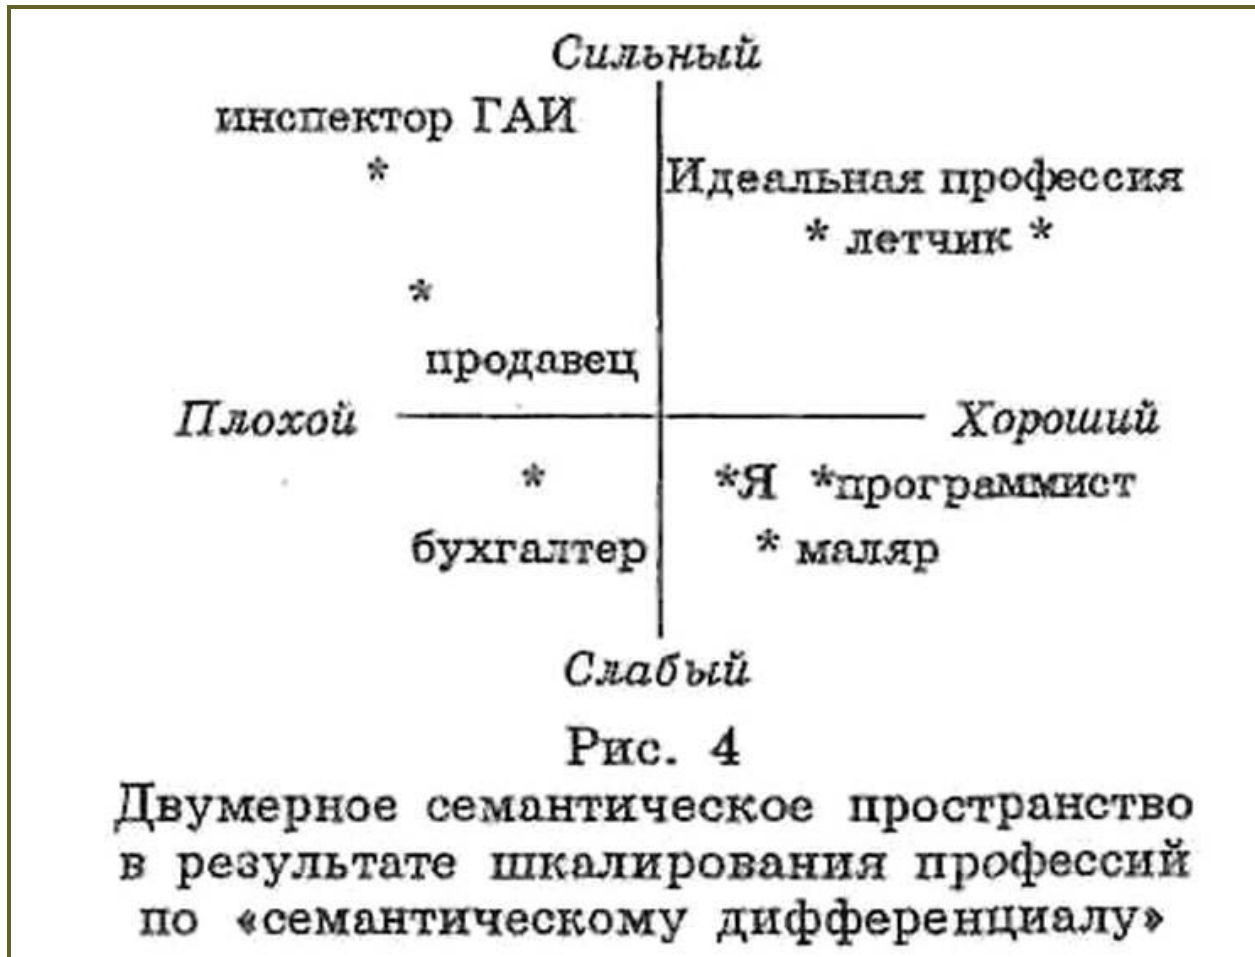 Сильный
инспектор ГАИ
*
Идеальная профессия
* летчик *
*
продавец
Плохой
Хороший
*
*Я *программист
бухгалтер
* маляр
Слабый
Рис. 4
Двумерное семантическое пространство
в результате шкалирования профессий
по «семантическому дифференциалу»